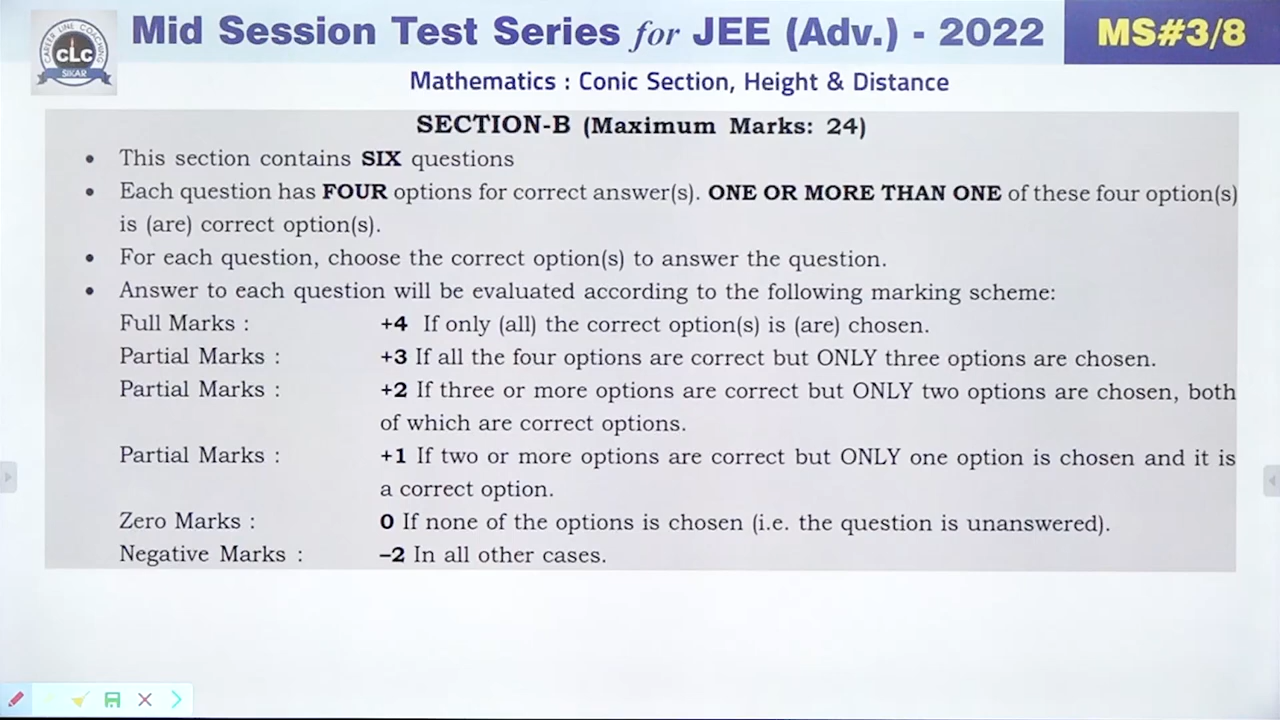 Mid Session Test Series for JEE (Adv.) - 2022
MS#3/8
CAREER LINE COACHING
CLC
SIKAR
Mathematics : Conic Section, Height & Distance
SECTION-B (Maximum Marks: 24)
• This section contains SIX questions
• Each question has FOUR options for correct answer(s). ONE OR MORE THAN ONE of these four option(s)
is (are) correct option(s).
• For each question, choose the correct option(s) to answer the question.
• Answer to each question will be evaluated according to the following marking scheme:
Full Marks : +4 If only (all) the correct option(s) is (are) chosen.
Partial Marks : +3 If all the four options are correct but ONLY three options are chosen.
Partial Marks : +2 If three or more options are correct but ONLY two options are chosen, both
of which are correct options.
Partial Marks : +1 If two or more options are correct but ONLY one option is chosen and it is
a correct option.
Zero Marks : 0 If none of the options is chosen (i.e. the question is unanswered).
Negative Marks : –2 In all other cases.